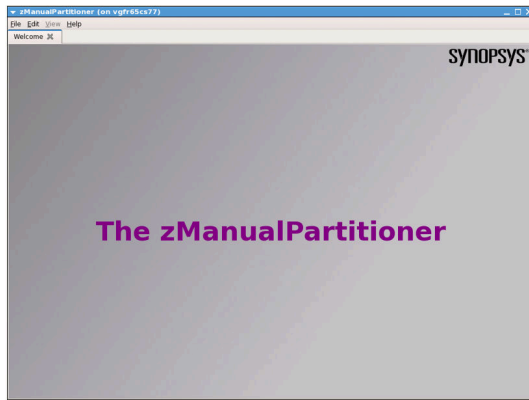 zManualPartitioner (on vgfr65cs77)
File Edit View Help
Welcome
SYNOPSYS®
The zManualPartitioner